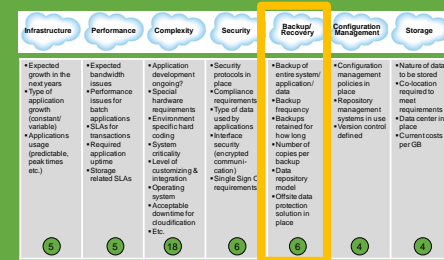 Infrastructure
Performance
Complexity
Security
Backup/
Recovery
Configuration
Management
Storage
•Expected
growth in the
next years
•Type of
application
growth
(constant/
variable)
•Applications
usage
(predictable,
peak times
etc.)
5
•Expected
bandwidth
issues
•Performance
issues for
batch
applications
•SLAs for
transactions
•Required
application
uptime
•Storage
related SLAs
5
•Application
development
ongoing?
•Special
hardware
requirements
•Environment
specific hard
coding
•System
criticality
•Level of
customizing &
integration
•Operating
system
•Acceptable
downtime for
cloudification
•Etc.
18
•Security
protocols in
place
•Compliance
requirements
•Type of data
used by
applications
•Interface
security
(encrypted
communi-
cation)
•Single Sign O
requirements
6
•Backup of
entire system/
application/
data
•Backup
frequency
•Backups
retained for
how long
•Number of
copies per
backup
•Data
repository
model
•Offsite data
protection
solution in
place
6
•Configuration
management
policies in
place
•Repository
management
systems in use
•Version control
defined
4
•Nature of data
to be stored
•Co-location
required to
meet
requirements
•Data center in
place
•Current costs
per GB
4